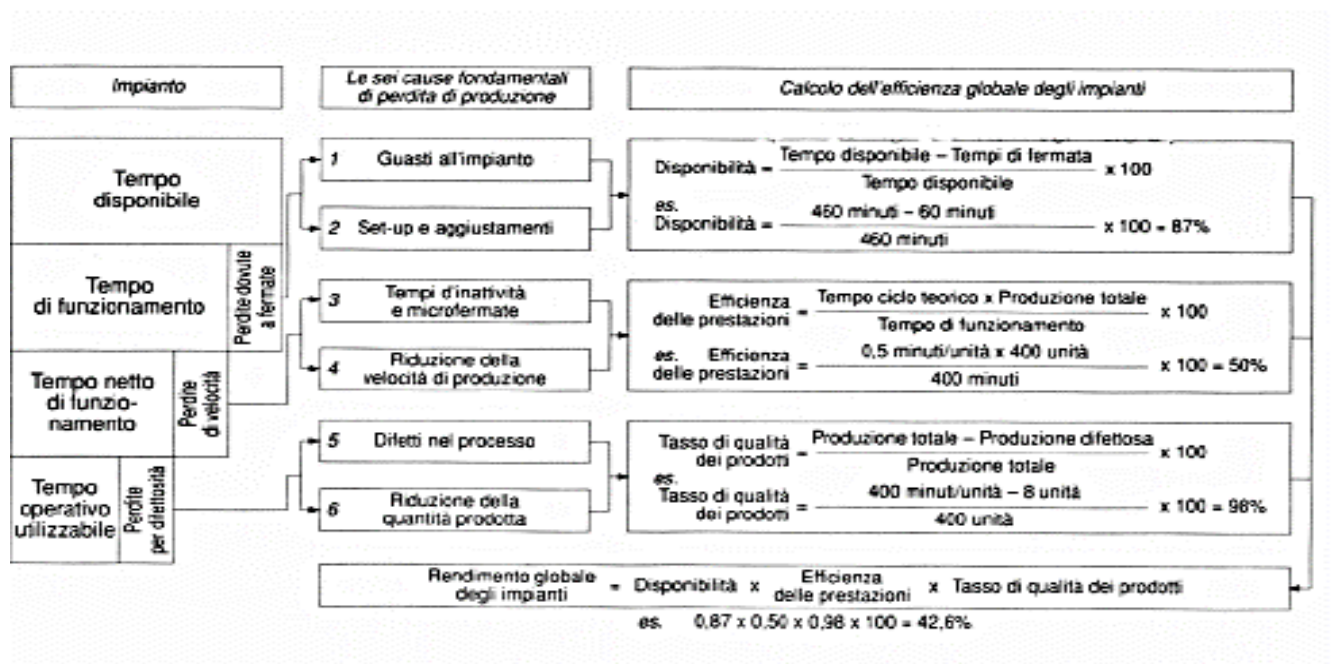 Impianto
Le sei cause fondamentali
di perdita di produzione
Calcolo dell'efficienza globale degli impianti
Tempo
disponibile
Tempo
di funzionamento
Perdite dovute
a fermate
Tempo netto
di funzio-
namento
Perdite
di velocità
Tempo
operativo
utilizzabile
Perdite
per difettosità
1 Guasti all'impianto
2 Set-up e aggiustamenti
3 Tempi d'inattività
e microfermate
4 Riduzione della
velocità di produzione
5 Difetti nel processo
6 Riduzione della
quantità prodotta
Disponibilità = Tempo disponibile – Tempi di fermata x 100
Tempo disponibile
es.
Disponibilità = 460 minuti – 60 minuti x 100 = 87%
460 minuti
Efficienza
delle prestazioni = Tempo ciclo teorico x Produzione totale x 100
Tempo di funzionamento
es. Efficienza
delle prestazioni = 0,5 minuti/unità x 400 unità x 100 = 50%
400 minuti
Tasso di qualità
dei prodotti = Produzione totale – Produzione difettosa x 100
Produzione totale
es.
Tasso di qualità
dei prodotti = 400 minuti/unità – 8 unità x 100 = 98%
400 unità
Rendimento globale
degli impianti = Disponibilità x Efficienza
delle prestazioni x Tasso di qualità dei prodotti
es. 0,87 x 0,50 x 0,98 x 100 = 42,6%